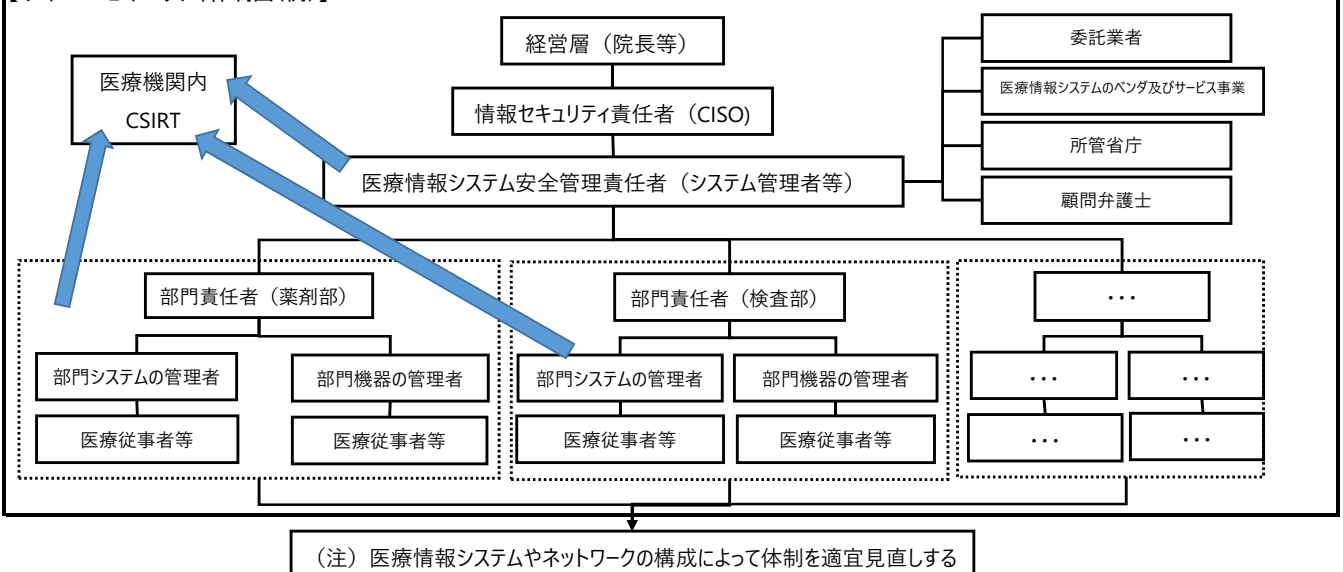 経営層（院長等）
医療機関内
CSIRT
情報セキュリティ責任者（CISO)
医療情報システム安全管理責任者（システム管理者等）
委託業者
医療情報システムのベンダ及びサービス事業
所管省庁
顧問弁護士
部門責任者（薬剤部）
部門システムの管理者
部門機器の管理者
医療従事者等
医療従事者等
部門責任者（検査部）
部門システムの管理者
部門機器の管理者
医療従事者等
医療従事者等
・・・
・・・
・・・
・・・
・・・
（注）医療情報システムやネットワークの構成によって体制を適宜見直しする